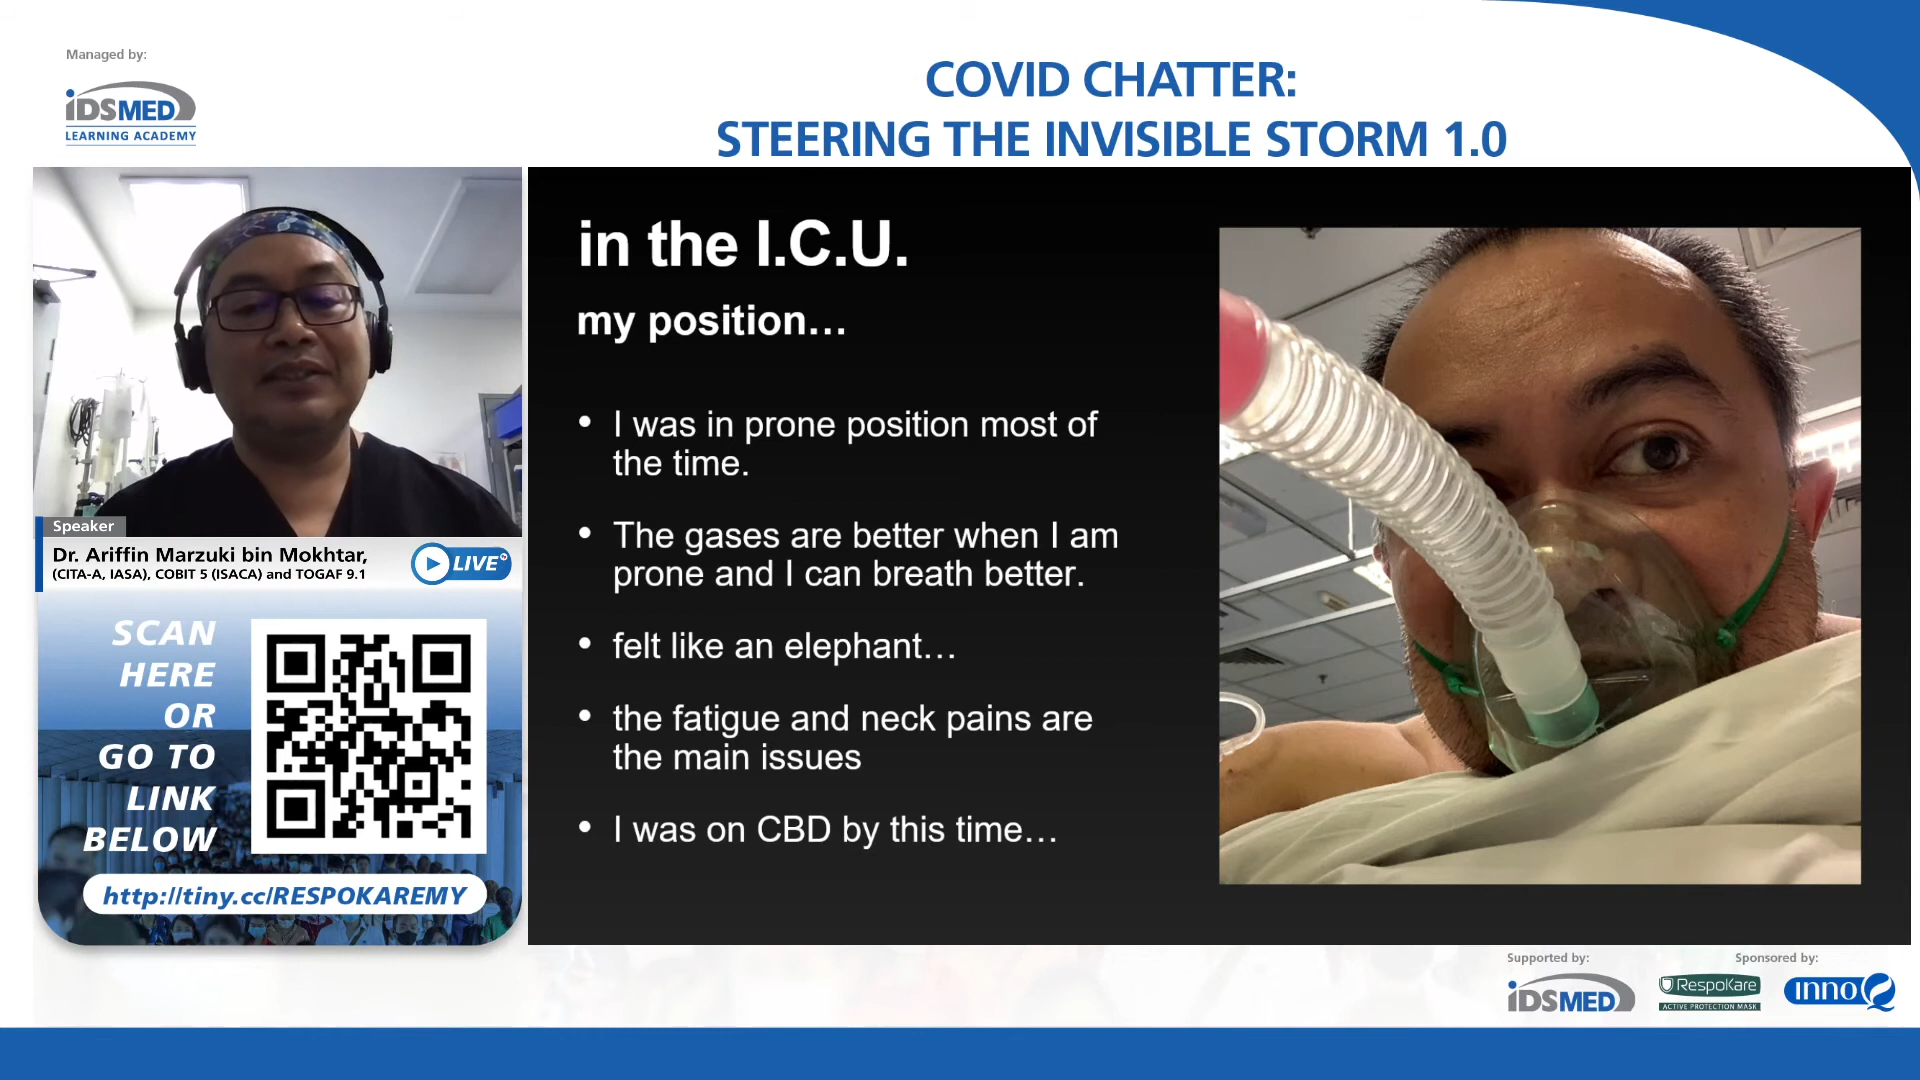 Managed by:
iDSMED
LEARNING ACADEMY
COVID CHATTER:
STEERING THE INVISIBLE STORM 1.0
Speaker
Dr. Ariffin Marzuki bin Mokhtar,
(CITA-A, IASA), COBIT 5 (ISACA) and TOGAF 9.1
LIVE
SCAN
HERE
OR
GO TO
LINK
BELOW
http://tiny.cc/RESPOKAREMY
in the I.C.U.
my position…
• I was in prone position most of
the time.
• The gases are better when I am
prone and I can breath better.
• felt like an elephant…
• the fatigue and neck pains are
the main issues
• I was on CBD by this time…
Supported by:
iDSMED
Sponsored by:
RespoKare
ACTIVE PROTECTION MASK
INNOQ